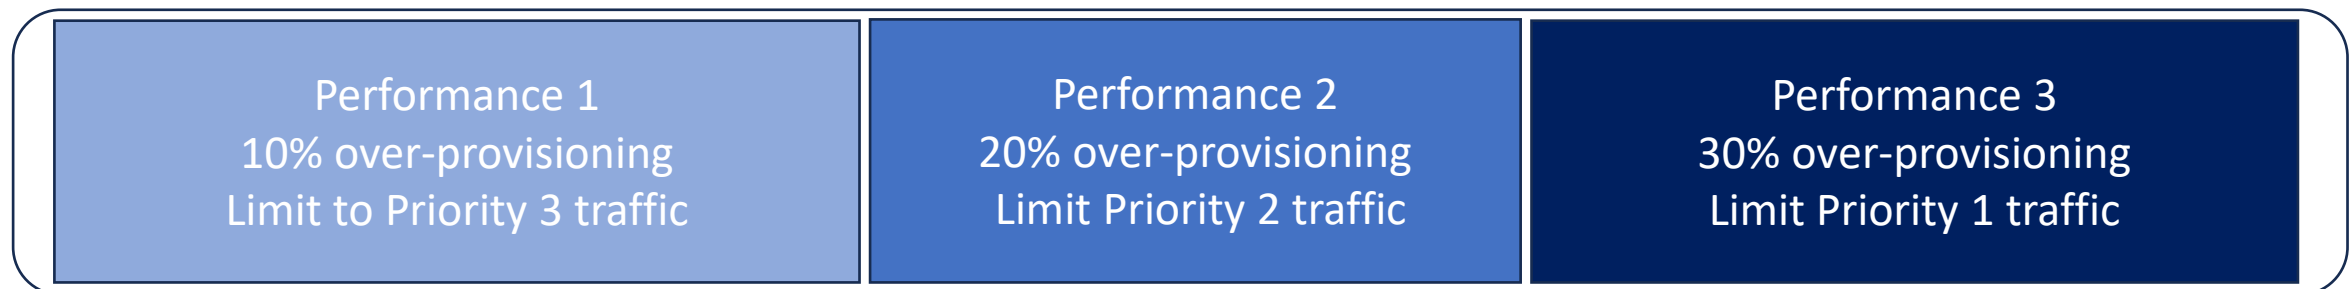 Performance 1
10% over-provisioning
Limit to Priority 3 traffic
Performance 2
20% over-provisioning
Limit Priority 2 traffic
Performance 3
30% over-provisioning
Limit Priority 1 traffic